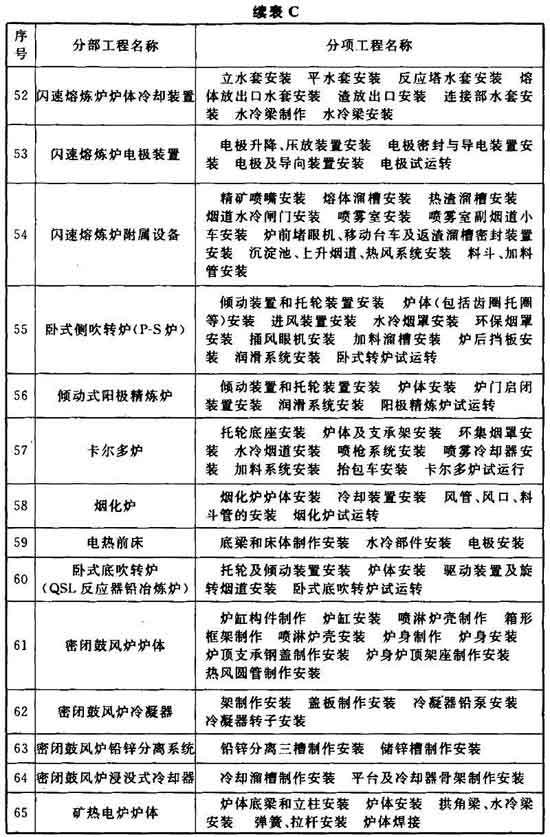 续表 C
序号 分部工程名称 分项工程名称
52 闪速熔炼炉炉体冷却装置 立水套安装 平水套安装 反应塔水套安装 熔
体放出口水套安装 渣放出口安装 连接部水套安
装 水冷梁制作 水冷梁安装
53 闪速熔炼炉电极装置 电极升降、压放装置安装 电极密封与导电装置安
装 电极及导向装置安装 电极试运转
54 闪速熔炼炉附属设备 精矿喷嘴安装 熔体溜槽安装 热渣溜槽安装
烟道水冷闸门安装 喷雾室安装 喷雾室副烟道小
车安装 炉前堵眼机、移动台车及返渣溜槽密封装置
安装 沉淀池、上升烟道、热风系统安装 料斗、加料
管安装
55 卧式侧吹转炉(P-S炉) 倾动装置和托轮装置安装 炉体(包括齿圈托圈
等)安装 进风装置安装 水冷烟罩安装 环保烟罩
安装 捅风眼机安装 加料溜槽安装 炉后挡板安
装 润滑系统安装 卧式转炉试运转
56 倾动式阳极精炼炉 倾动装置和托轮装置安装 炉体安装 炉门启闭
装置安装 润滑系统安装 阳极精炼炉试运转
57 卡尔多炉 托轮底座安装 炉体及支承架安装 环集烟罩安
装 水冷烟道安装 喷枪系统安装 喷雾冷却器安
装 加料系统安装 抬包车安装 卡尔多炉试运行
58 烟化炉 烟化炉炉体安装 冷却装置安装 风管、风口、料
斗管的安装 烟化炉试运转
59 电热前床 底梁和床体制作安装 水冷部件安装 电极安装
60 卧式底吹转炉
(QSL反应器铅冶炼炉) 托轮及倾动装置安装 炉体安装 驱动装置及旋
转烟道安装 卧式底吹转炉试运转
61 密闭鼓风炉炉体 炉缸构件制作 炉缸安装 喷淋炉壳制作 箱形
框架制作 喷淋炉壳安装 炉身制作 炉身安装
炉顶支承钢盖制作安装 炉身炉顶架座制作安装
热风圆管制作安装
62 密闭鼓风炉冷凝器 架制作安装 盖板制作安装 冷凝器铅泵安装
冷凝器转子安装
63 密闭鼓风炉铅锌分离系统 铅锌分离三槽制作安装 储锌槽制作安装
64 密闭鼓风炉浸没式冷却器 冷却溜槽制作安装 平台及冷却器骨架制作安装
65 矿热电炉炉体 炉体底梁和立柱安装 炉体安装 拱角梁、水冷梁
安装 弹簧、拉杆安装 炉体焊接